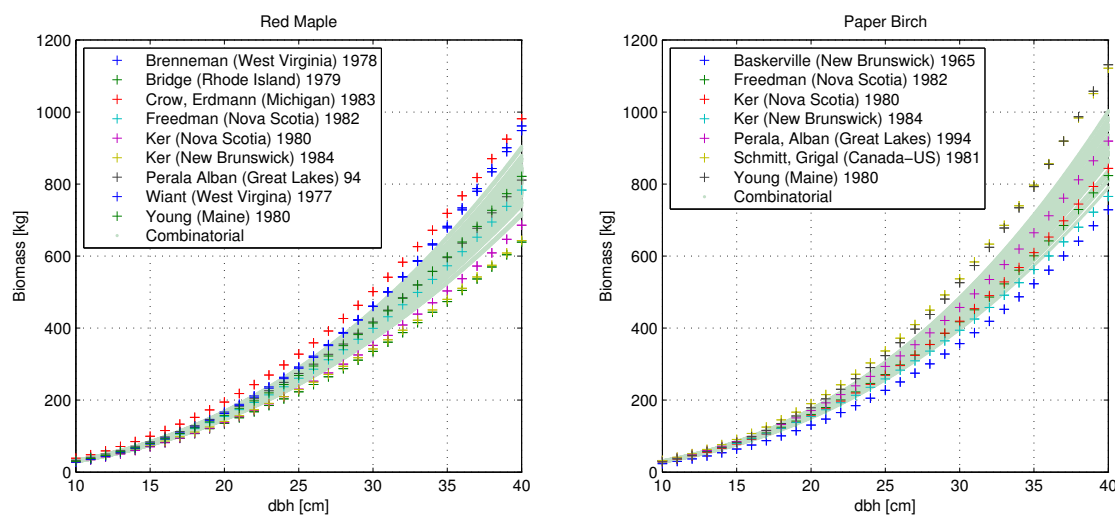 Red Maple
1200
1000
800
600
400
200
0
Biomass [kg]
10
15
20
25
30
35
40
dbh [cm]
Brenneman (West Virginia) 1978
Bridge (Rhode Island) 1979
Crow, Erdmann (Michigan) 1983
Freedman (Nova Scotia) 1982
Ker (Nova Scotia) 1980
Ker (New Brunswick) 1984
Perala Alban (Great Lakes) 94
Wiant (West Virgina) 1977
Young (Maine) 1980
Combinatorial
Paper Birch
1200
1000
800
600
400
200
0
Biomass [kg]
10
15
20
25
30
35
40
dbh [cm]
Baskerville (New Brunswick) 1965
Freedman (Nova Scotia) 1982
Ker (Nova Scotia) 1980
Ker (New Brunswick) 1984
Perala, Alban (Great Lakes) 1994
Schmitt, Grigal (Canada−US) 1981
Young (Maine) 1980
Combinatorial